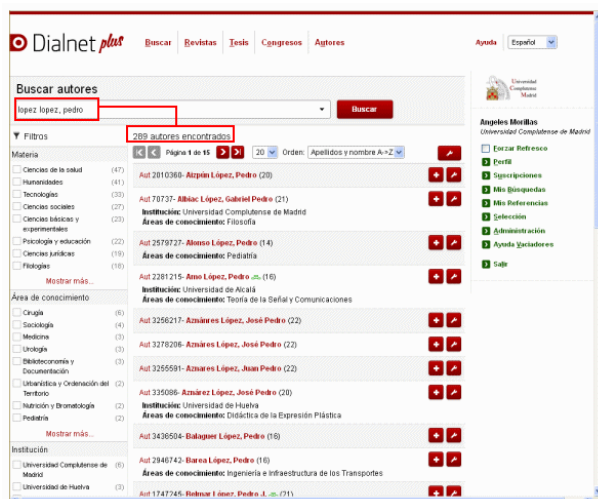 Dialnet plus
Buscar Revistas Tesis Congresos Autores
Ayuda Español
Buscar autores
lopez lopez, pedro
Buscar
Universidad
Complutense
Madrid
Angeles Morillas
Universidad Complutense de Madrid
Forzar Refresco
Perfil
Suscripciones
Mis Búsquedas
Mis Referencias
Selección
Administración
Ayuda Vaciadores
Salir
Filtros
Materia
Ciencias de la salud (47)
Humanidades (41)
Tecnologías (33)
Ciencias sociales (27)
Ciencias básicas y (23)
experimentales
Psicología y educación (22)
Ciencias jurídicas (19)
Filologías (18)
Mostrar más...
Área de conocimiento
Cirugía (6)
Sociología (4)
Medicina (3)
Urología (3)
Biblioteconomía y (3)
Documentación
Urbanística y Ordenación del (2)
Territorio
Nutrición y Bromatología (2)
Pediatría (2)
Mostrar más...
Institución
Universidad Complutense de (6)
Madrid
Universidad de Huelva (3)
289 autores encontrados
Página 1 de 15 20 Orden: Apellidos y nombre A->Z
Aut 2010360- Aizpún López, Pedro (20)
Aut 70737- Albiac López, Gabriel Pedro (21)
Institución: Universidad Complutense de Madrid
Áreas de conocimiento: Filosofía
Aut 2579727- Alonso López, Pedro (14)
Áreas de conocimiento: Pediatría
Aut 2281215- Amo López, Pedro (16)
Institución: Universidad de Alcalá
Áreas de conocimiento: Teoría de la Señal y Comunicaciones
Aut 3256217- Aznánres López, José Pedro (22)
Aut 3278206- Aznáres López, José Pedro (22)
Aut 3255591- Aznares López, Juan Pedro (22)
Aut 335086- Aznárez López, José Pedro (20)
Institución: Universidad de Huelva
Áreas de conocimiento: Didáctica de la Expresión Plástica
Aut 3436504- Balaguer López, Pedro (16)
Aut 2946742- Barea López, Pedro (16)
Áreas de conocimiento: Ingeniería e Infraestructura de los Transportes
Aut 1747245- Belmar López, Pedro J. (21)